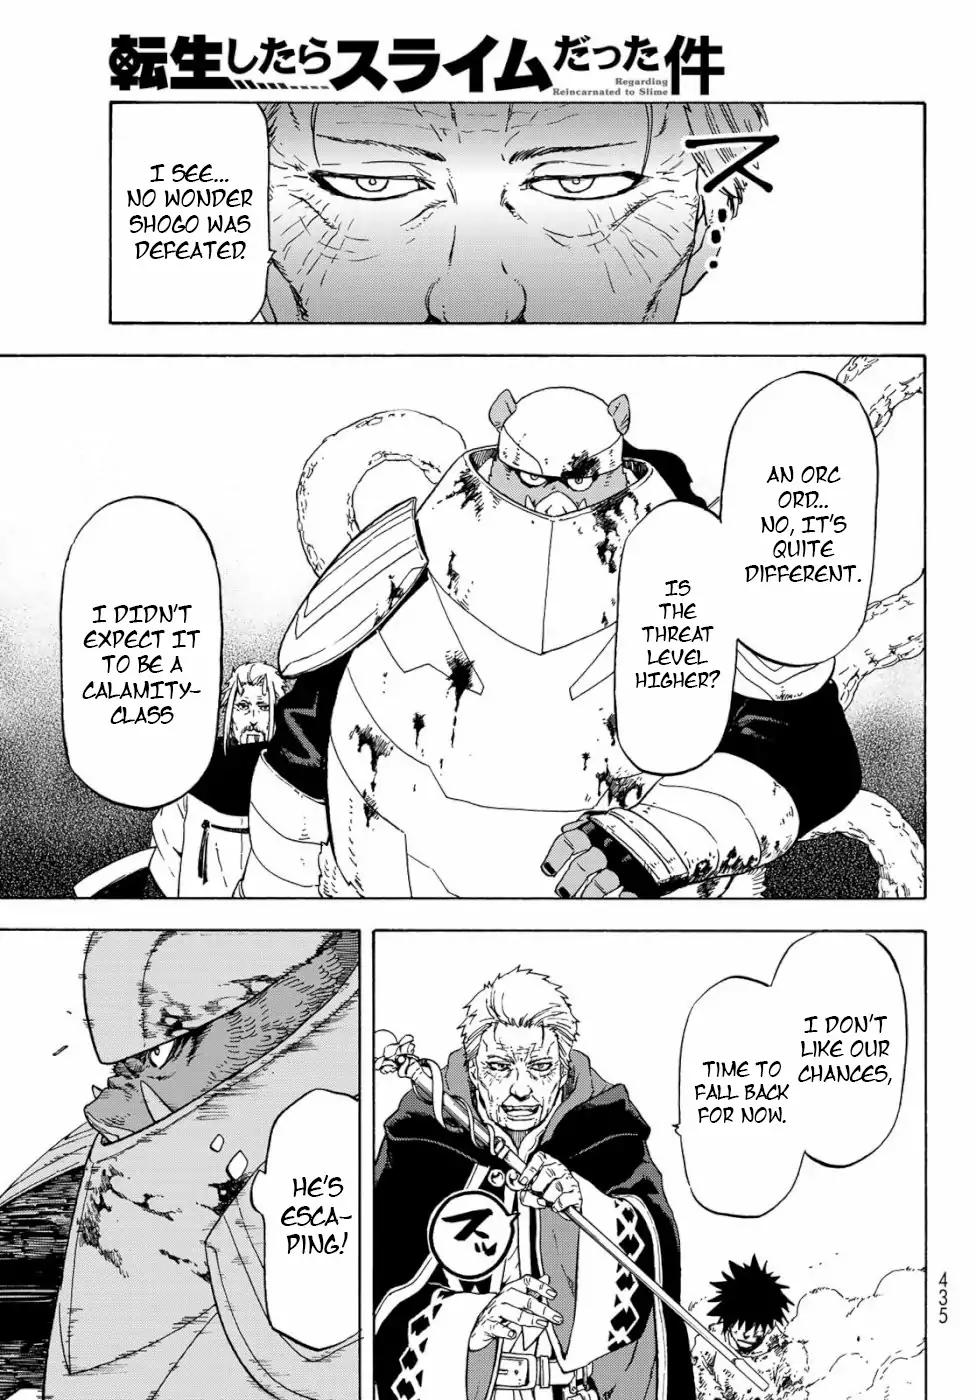 転生したらスライムだった件
Regarding
Reincarnated to Slime
I SEE...
NO WONDER
SHOGO WAS
DEFEATED.
ス
AN ORC
ORD...
NO, IT'S
QUITE
DIFFERENT.
IS
THE
THREAT
LEVEL
HIGHER?
I DIDN'T
EXPECT IT
TO BE A
CALAMITY-
CLASS
I DON'T
LIKE OUR
CHANCES,
TIME TO
FALL BACK
FOR NOW.
ズッ
HE'S
ESCA-
PING!
435